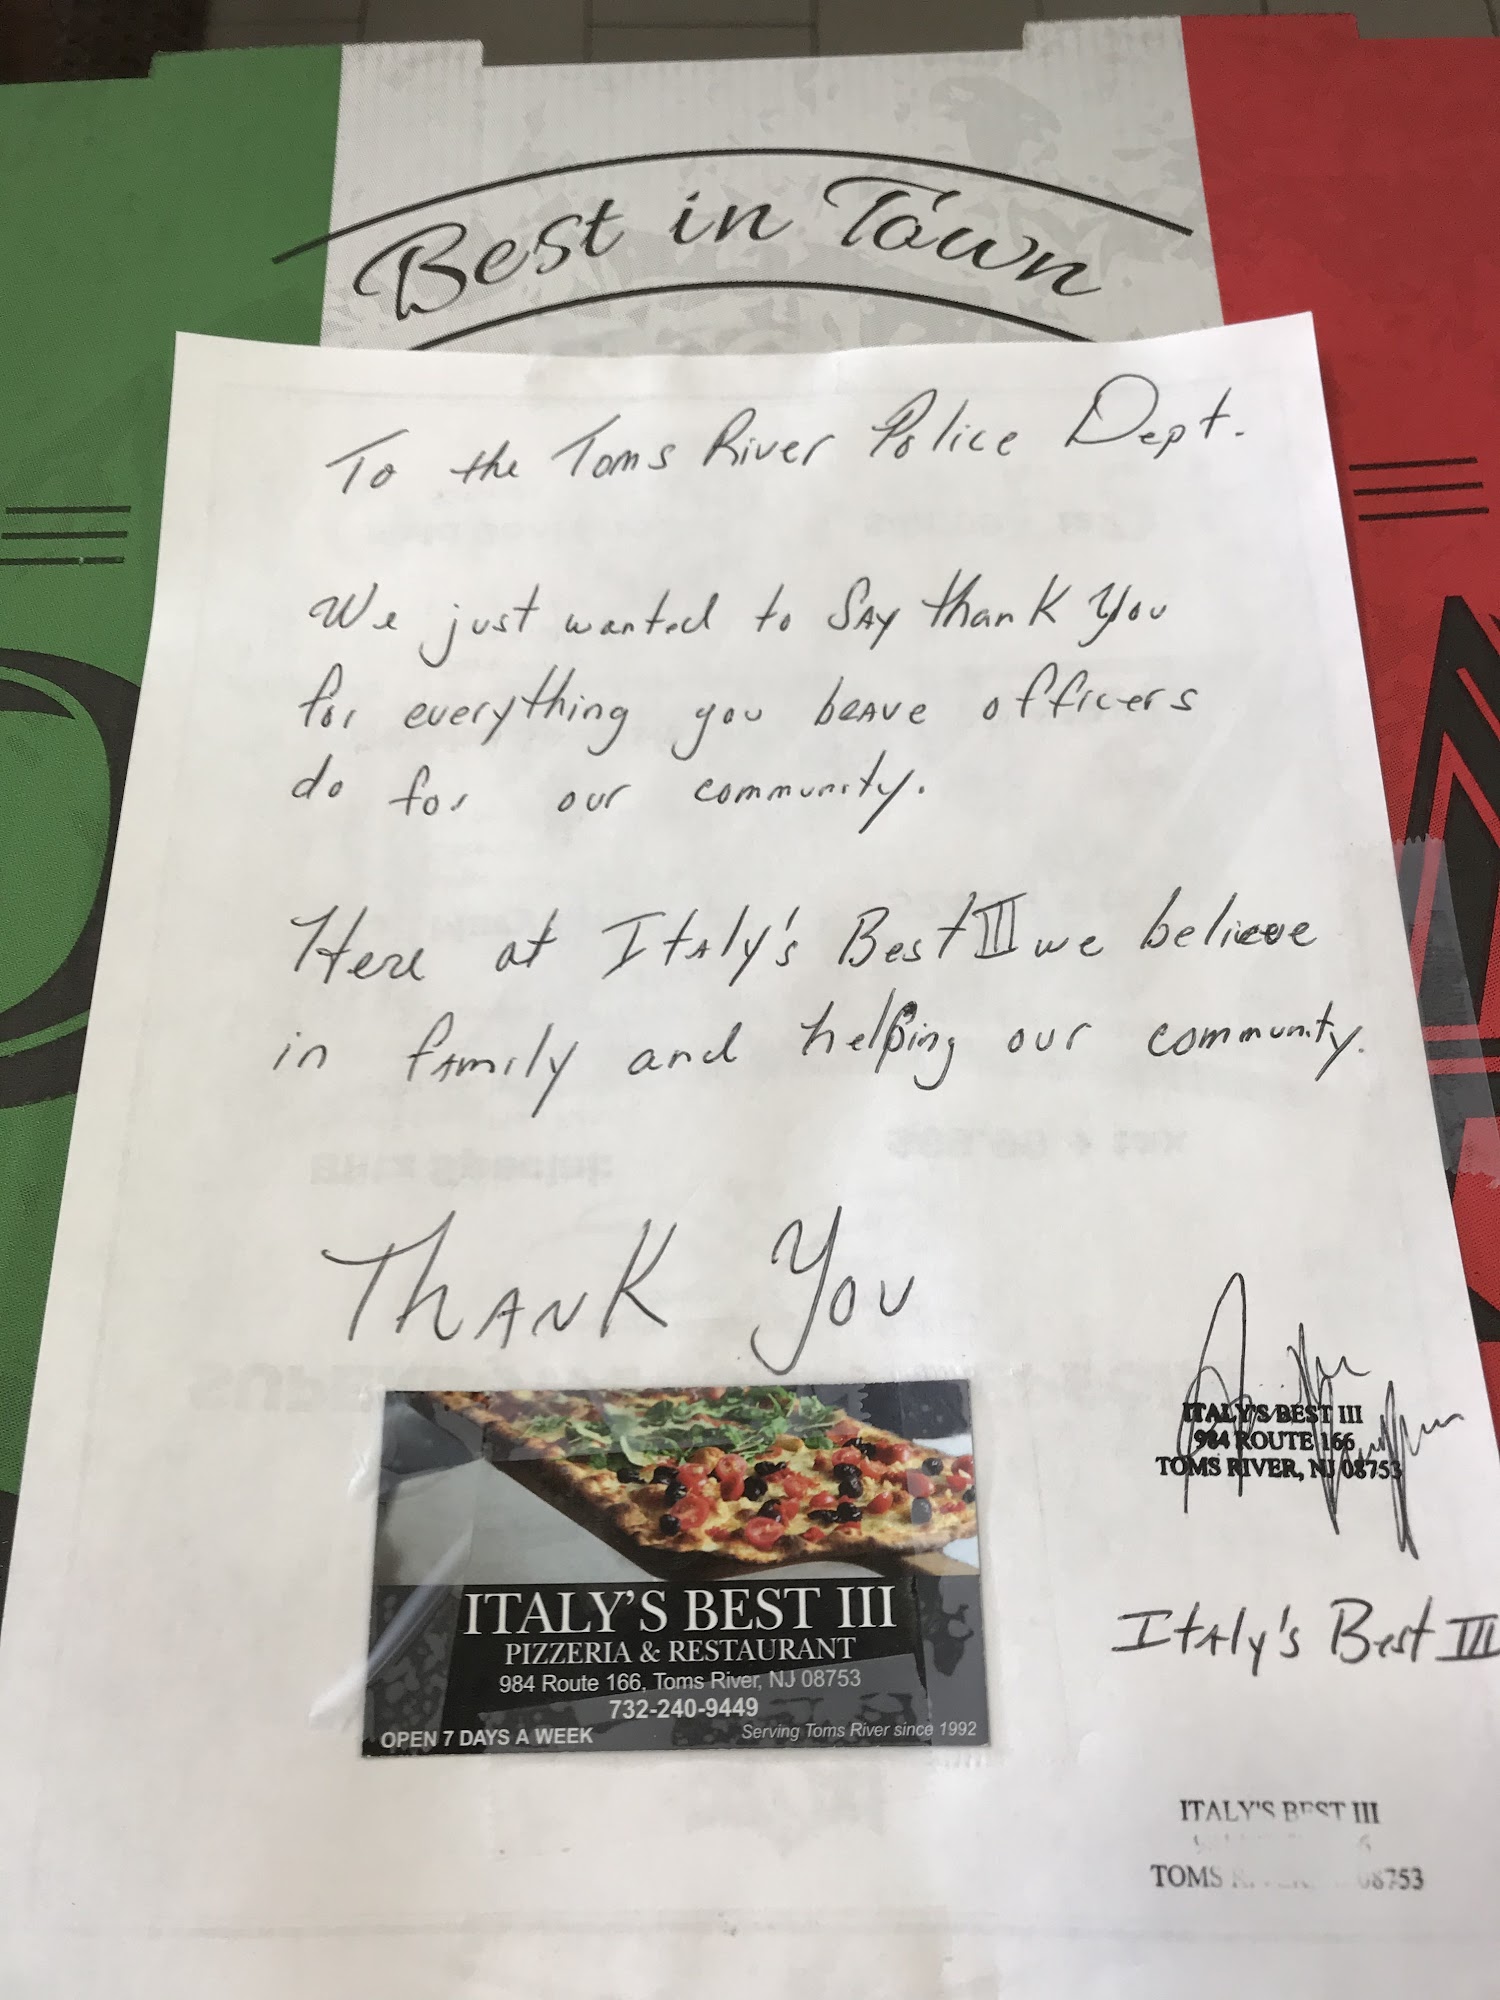 Best in Town
To the Toms River Police Dept.
We just wanted to say thank you
for everything you brave officers
do for our community.
Here at Italy's Best III we believe
in family and helping our community.
THANK YOU
ITALY'S BEST III
984 ROUTE 166
TOMS RIVER, NJ 08753
ITALY'S BEST III
PIZZERIA & RESTAURANT
984 Route 166, Toms River, NJ 08753
732-240-9449
OPEN 7 DAYS A WEEK
Serving Toms River since 1992
Italy's Best III
ITALY'S BEST III
TOMS 08753